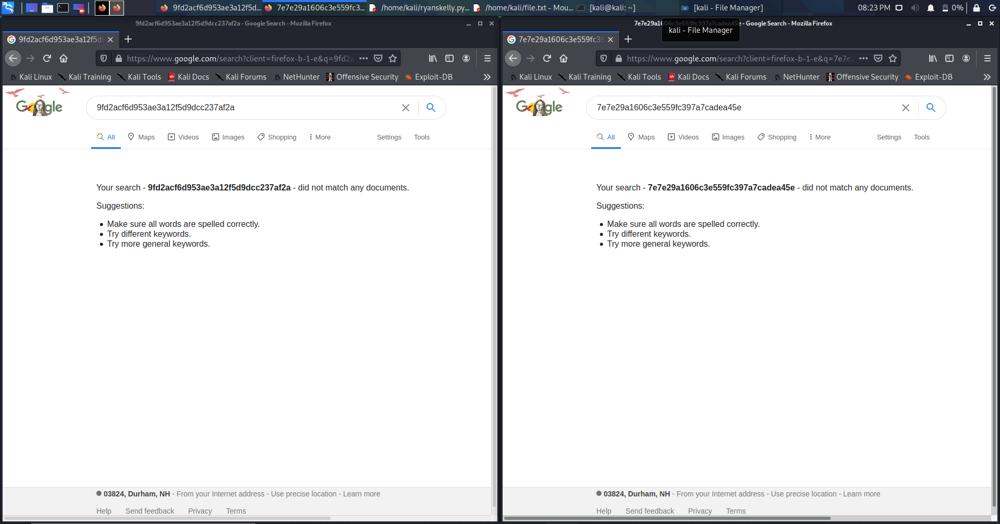 9fd2acf6d953ae3a12f5d... 7e7e29a1606c3e559fc3... /home/kali/ryanskelly.py... /home/kali/file.txt - Mou... [kali@kali: ~] [kali - File Manager] 08:23 PM 0%
9fd2acf6d953ae3a12f5d9dcc237af2a - Google Search - Mozilla Firefox
9fd2acf6d953ae3a12f5d9
https://www.google.com/search?client=firefox-b-1-e&q=9fd2a
Kali Linux Kali Training Kali Tools Kali Docs Kali Forums NetHunter Offensive Security Exploit-DB
Google
9fd2acf6d953ae3a12f5d9dcc237af2a
All Maps Videos Images Shopping More Settings Tools
Your search - 9fd2acf6d953ae3a12f5d9dcc237af2a - did not match any documents.
Suggestions:
Make sure all words are spelled correctly.
Try different keywords.
Try more general keywords.
03824, Durham, NH - From your Internet address - Use precise location - Learn more
Help Send feedback Privacy Terms
7e7e29a1606c3e559fc397a7cadea45e - Google Search - Mozilla Firefox
kali - File Manager
7e7e29a1606c3e559fc39
https://www.google.com/search?client=firefox-b-1-e&q=7e7e2
Kali Linux Kali Training Kali Tools Kali Docs Kali Forums NetHunter Offensive Security Exploit-DB
Google
7e7e29a1606c3e559fc397a7cadea45e
All Maps Videos Images Shopping More Settings Tools
Your search - 7e7e29a1606c3e559fc397a7cadea45e - did not match any documents.
Suggestions:
Make sure all words are spelled correctly.
Try different keywords.
Try more general keywords.
03824, Durham, NH - From your Internet address - Use precise location - Learn more
Help Send feedback Privacy Terms